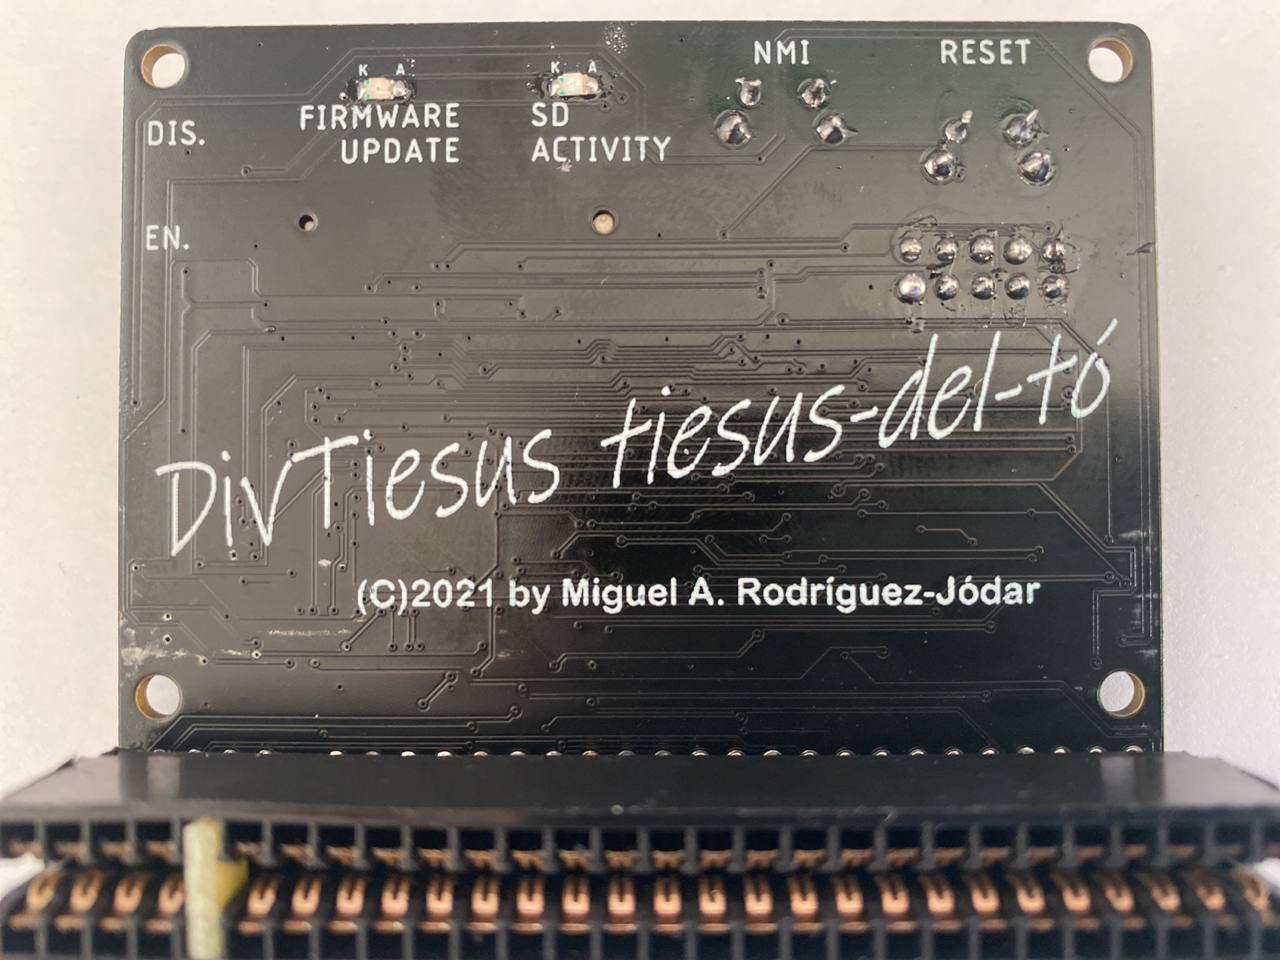 NMI
RESET
K A
K A
FIRMWARE
UPDATE
SD
ACTIVITY
DIS.
EN.
DivTiesus tiesus-del-tó
(C)2021 by Miguel A. Rodríguez-Jódar